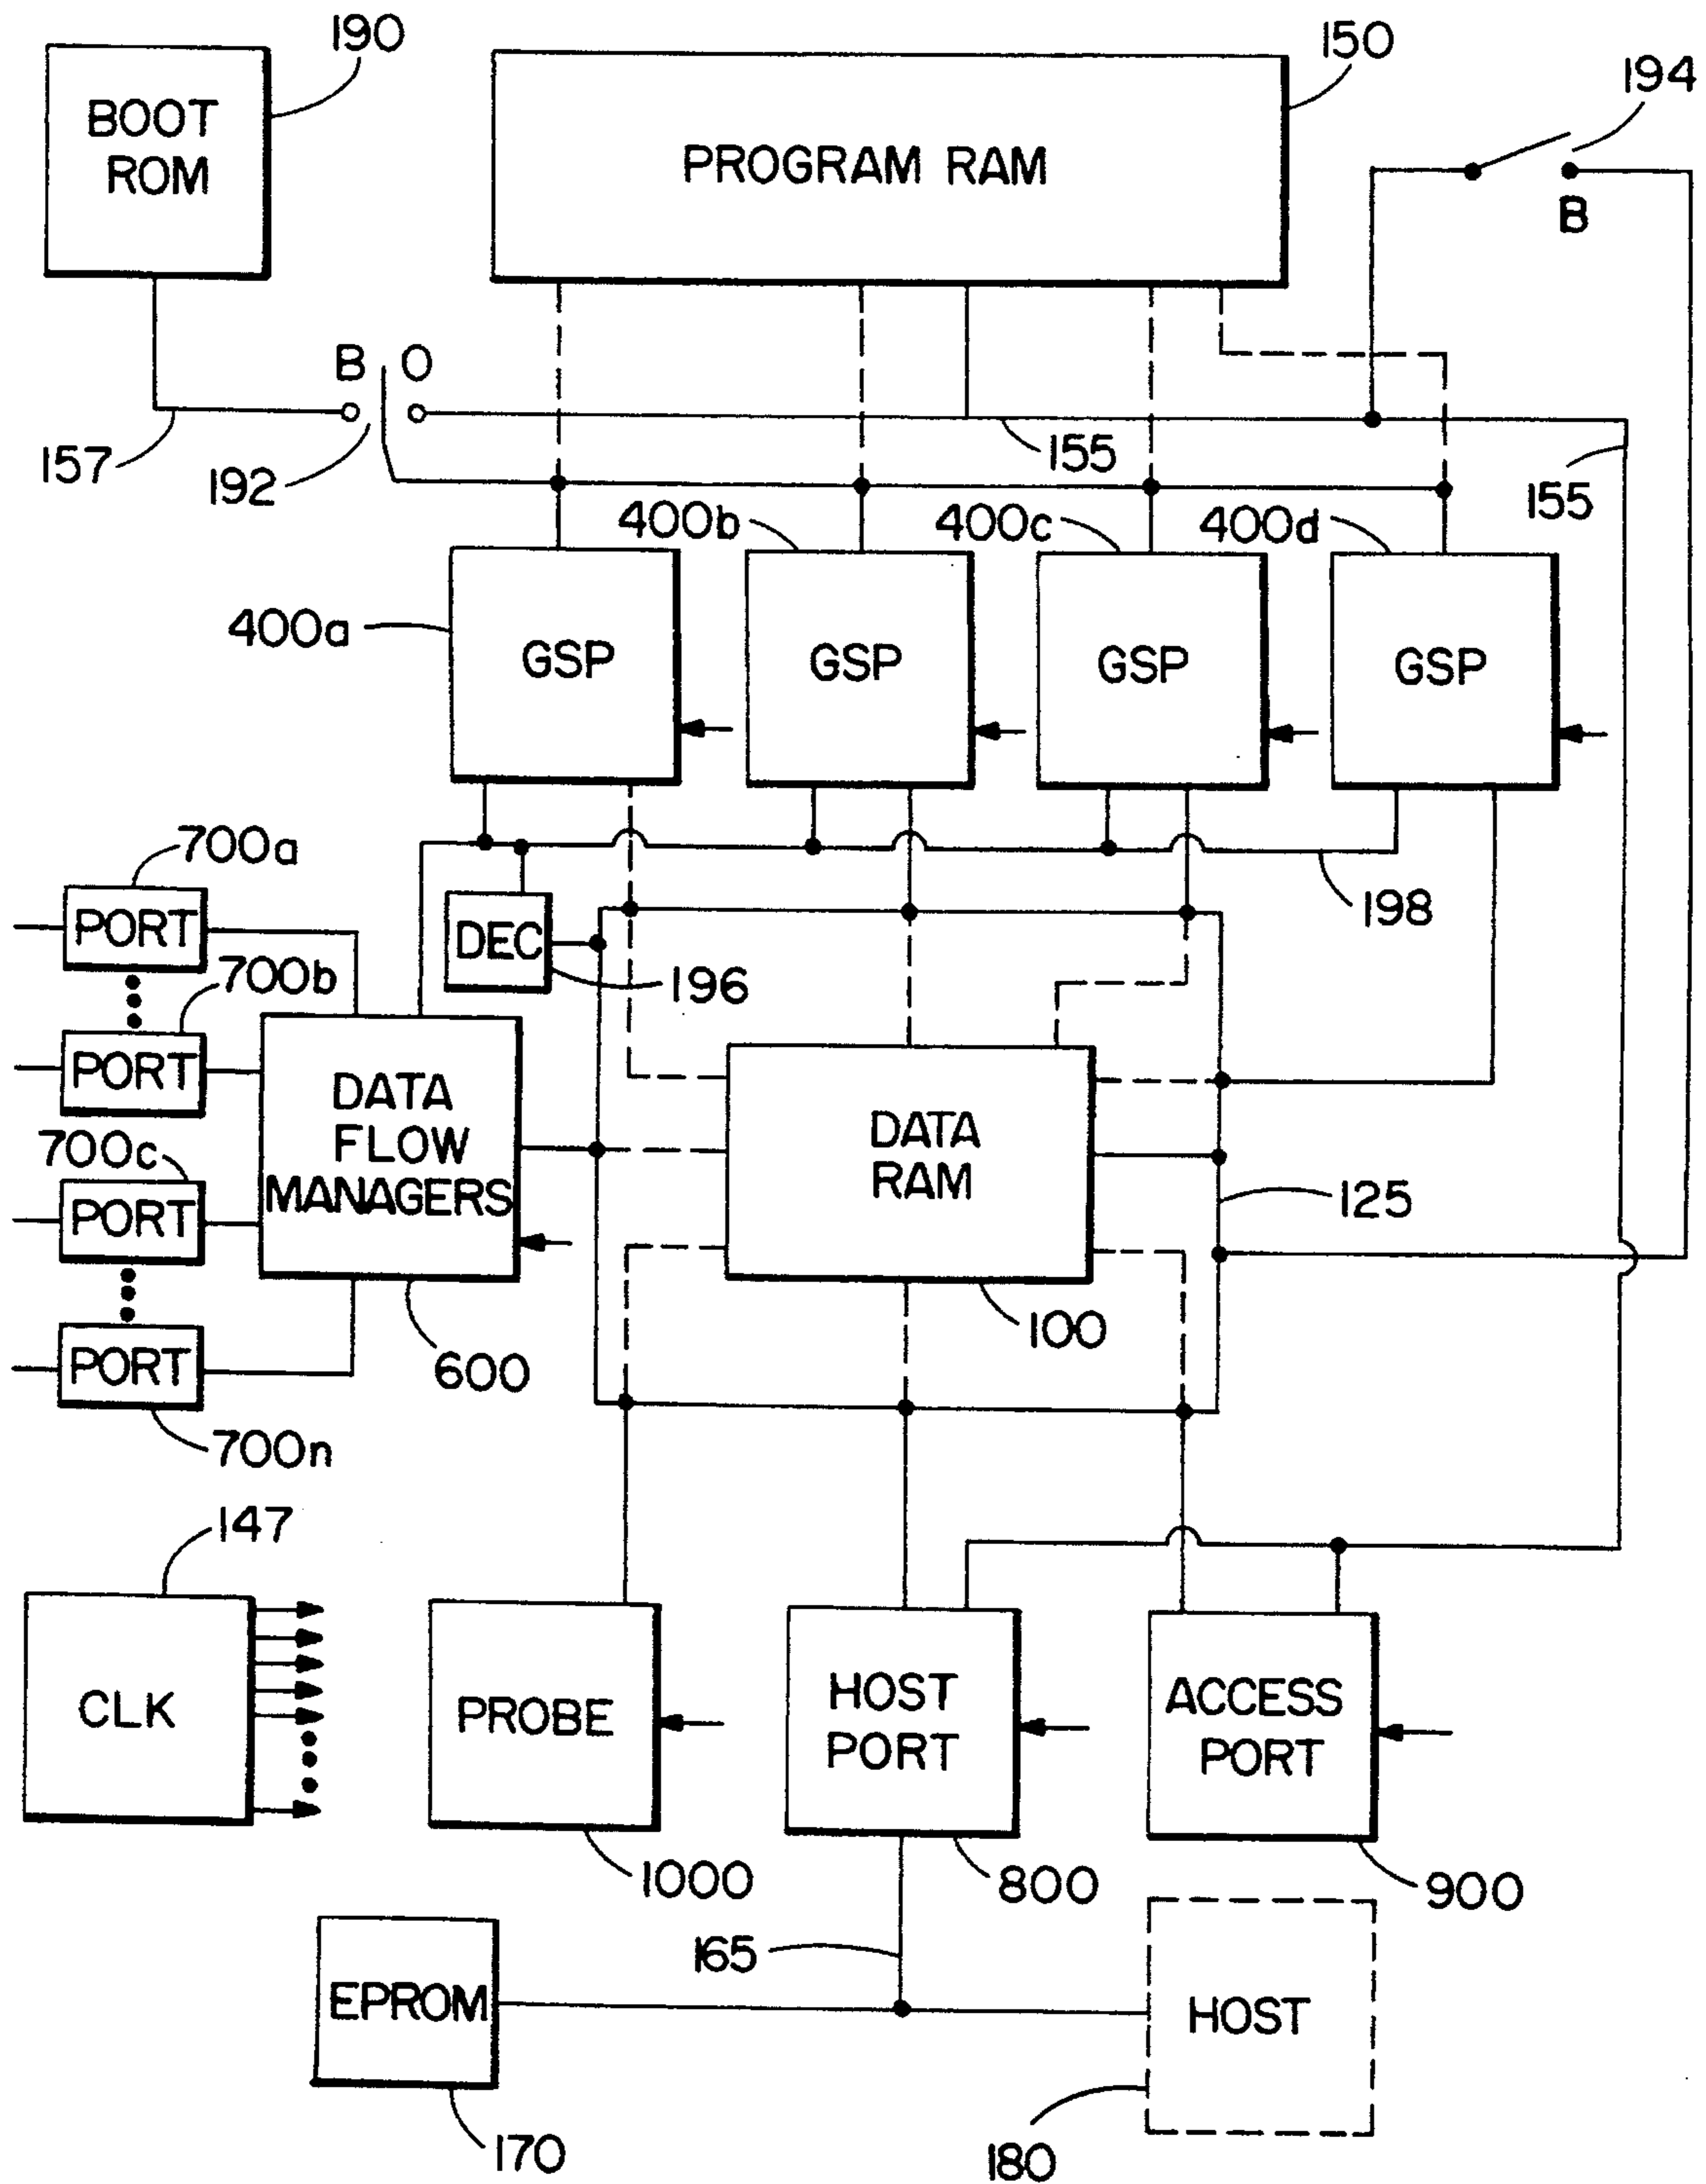 190
150
194
BOOT
ROM
PROGRAM RAM
B
B O
157
192
155
155
400b
400c
400d
400a
GSP
GSP
GSP
GSP
700a
198
PORT
DEC
700b
196
PORT
DATA
FLOW
MANAGERS
DATA
RAM
700c
125
PORT
100
PORT
600
700n
147
CLK
PROBE
HOST
PORT
ACCESS
PORT
1000
800
900
165
EPROM
HOST
170
180